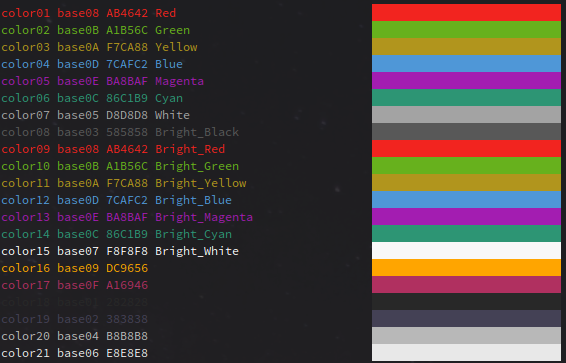 color01 base08 AB4642 Red
color02 base0B A1B56C Green
color03 base0A F7CA88 Yellow
color04 base0D 7CAFC2 Blue
color05 base0E BA8BAF Magenta
color06 base0C 86C1B9 Cyan
color07 base05 D8D8D8 White
color08 base03 585858 Bright_Black
color09 base08 AB4642 Bright_Red
color10 base0B A1B56C Bright_Green
color11 base0A F7CA88 Bright_Yellow
color12 base0D 7CAFC2 Bright_Blue
color13 base0E BA8BAF Bright_Magenta
color14 base0C 86C1B9 Bright_Cyan
color15 base07 F8F8F8 Bright_White
color16 base09 DC9656
color17 base0F A16946
color18 base01 282828
color19 base02 383838
color20 base04 B8B8B8
color21 base06 E8E8E8